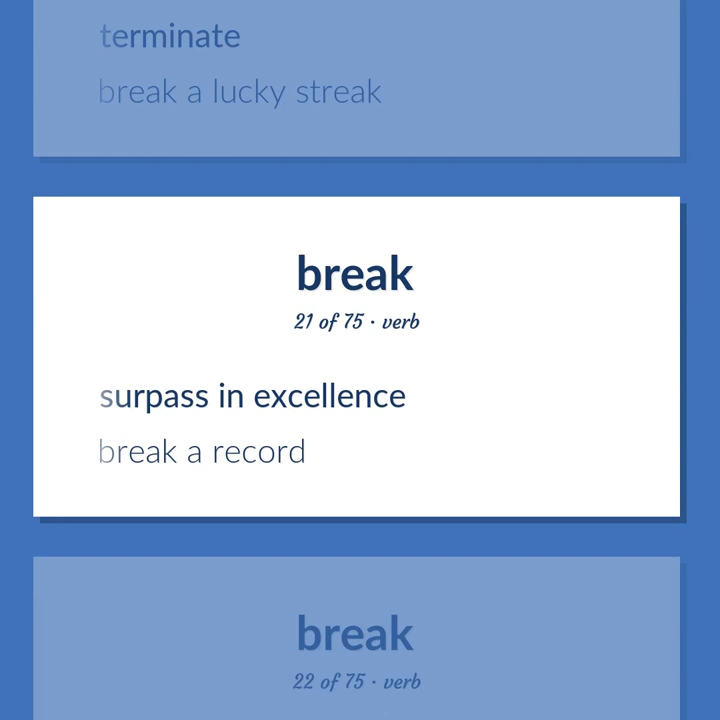 terminate
break a lucky streak
break
21 of 75 · verb
surpass in excellence
break a record
break
22 of 75 · verb